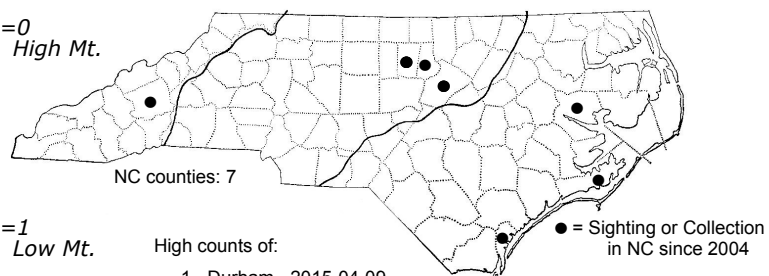 =0
High Mt.
NC counties: 7
=1
Low Mt.
High counts of:
= Sighting or Collection
in NC since 2004
1 - Durham - 2015-04-09